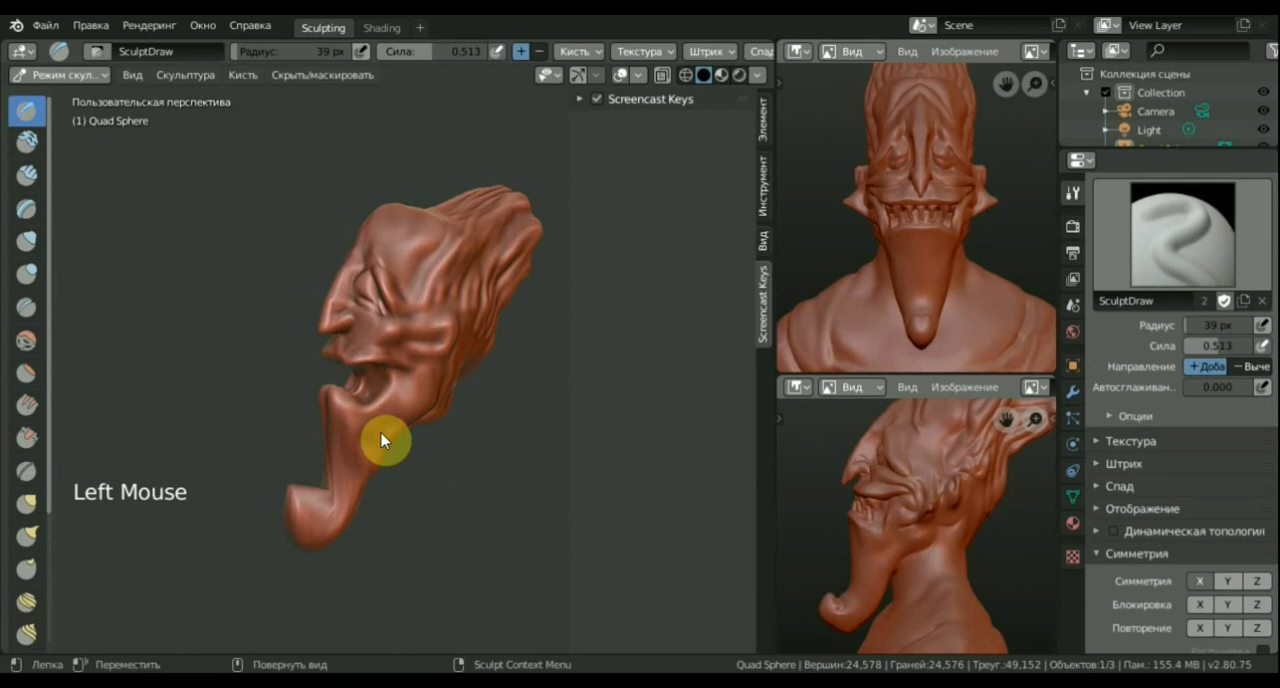 Файл Правка Рендеринг Окно Справка Sculpting Shading + Scene View Layer
SculptDraw Радиус: 39 px Сила: 0.513 + − Кисть Текстура Штрих Спад
Вид Вид Изображение
Режим скул.. Вид Скульптура Кисть Скрыть/маскировать
Пользовательская перспектива
(1) Quad Sphere
Screencast Keys
Элемент
Инструмент
Вид
Screencast Keys
Left Mouse
Вид Вид Изображение
Коллекция сцены
Collection
Camera
Light
SculptDraw 2
Радиус 39 px
Сила 0.513
Направление +Доба −Выче
Автосглаживан.. 0.000
Опции
Текстура
Штрих
Спад
Отображение
Динамическая топология
Симметрия
Симметрия X Y Z
Блокировка X Y Z
Повторение X Y Z
Лепка Переместить Повернуть вид Sculpt Context Menu Quad Sphere | Вершин:24,578 | Граней:24,576 | Треуг.:49,152 | Объектов:1/3 | Пам.: 155.4 MB | v2.80.75